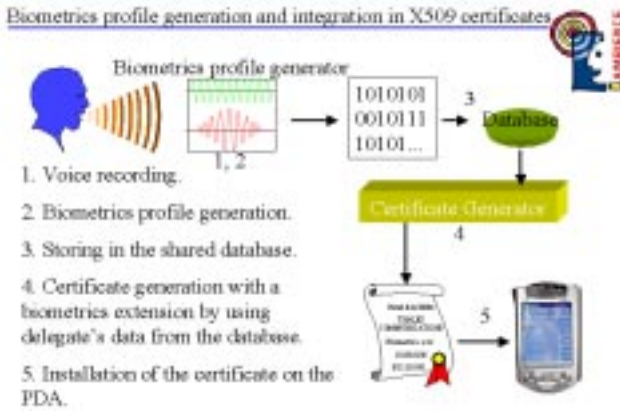 Biometrics profile generation and integration in X509 certificates
AMBIENTE
Biometrics profile generator
1010101
0010111
10101...
3
Database
1, 2
1. Voice recording.
2. Biometrics profile generation.
3. Storing in the shared database.
4. Certificate generation with a
biometrics extension by using
delegate's data from the database.
5. Installation of the certificate on the
PDA.
Certificate Generator
4
5